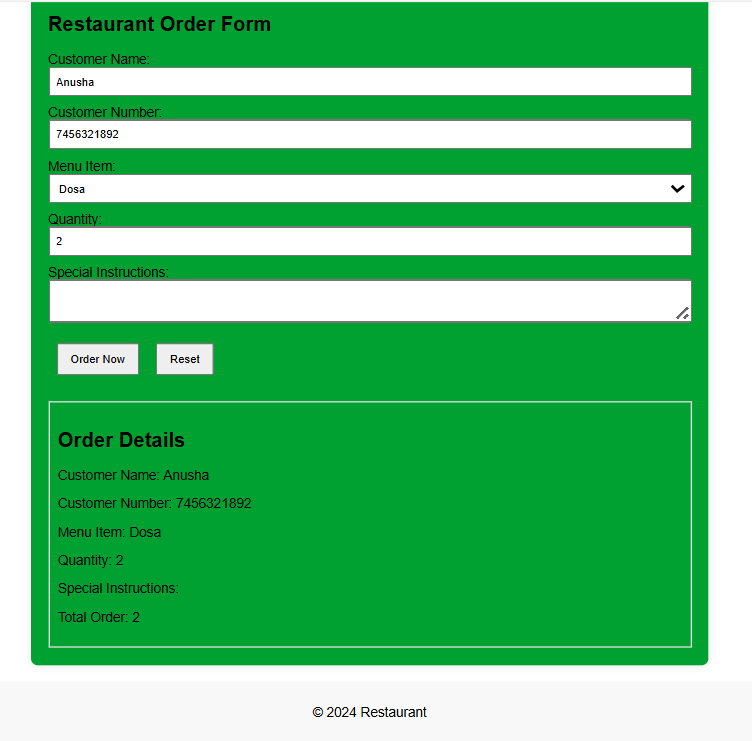 Restaurant Order Form
Customer Name:
Anusha
Customer Number:
7456321892
Menu Item:
Dosa
Quantity:
2
Special Instructions:
Order Now Reset
Order Details
Customer Name: Anusha
Customer Number: 7456321892
Menu Item: Dosa
Quantity: 2
Special Instructions:
Total Order: 2
© 2024 Restaurant